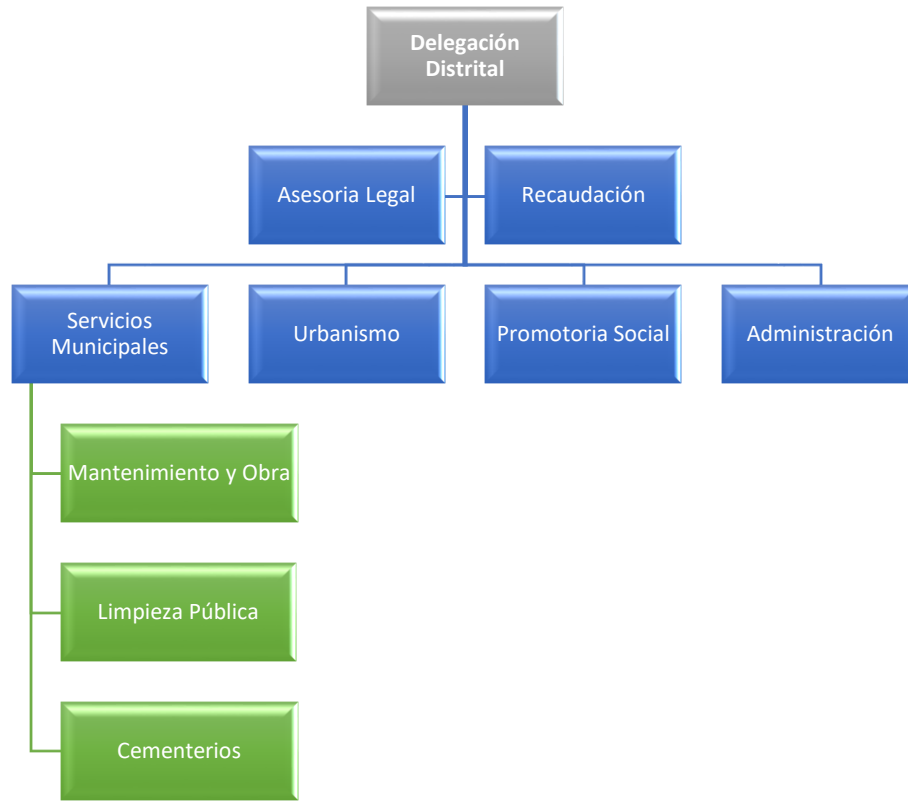 Delegación
Distrital
Asesoria Legal
Recaudación
Servicios
Municipales
Urbanismo
Promotoria Social
Administración
Mantenimiento y Obra
Limpieza Pública
Cementerios